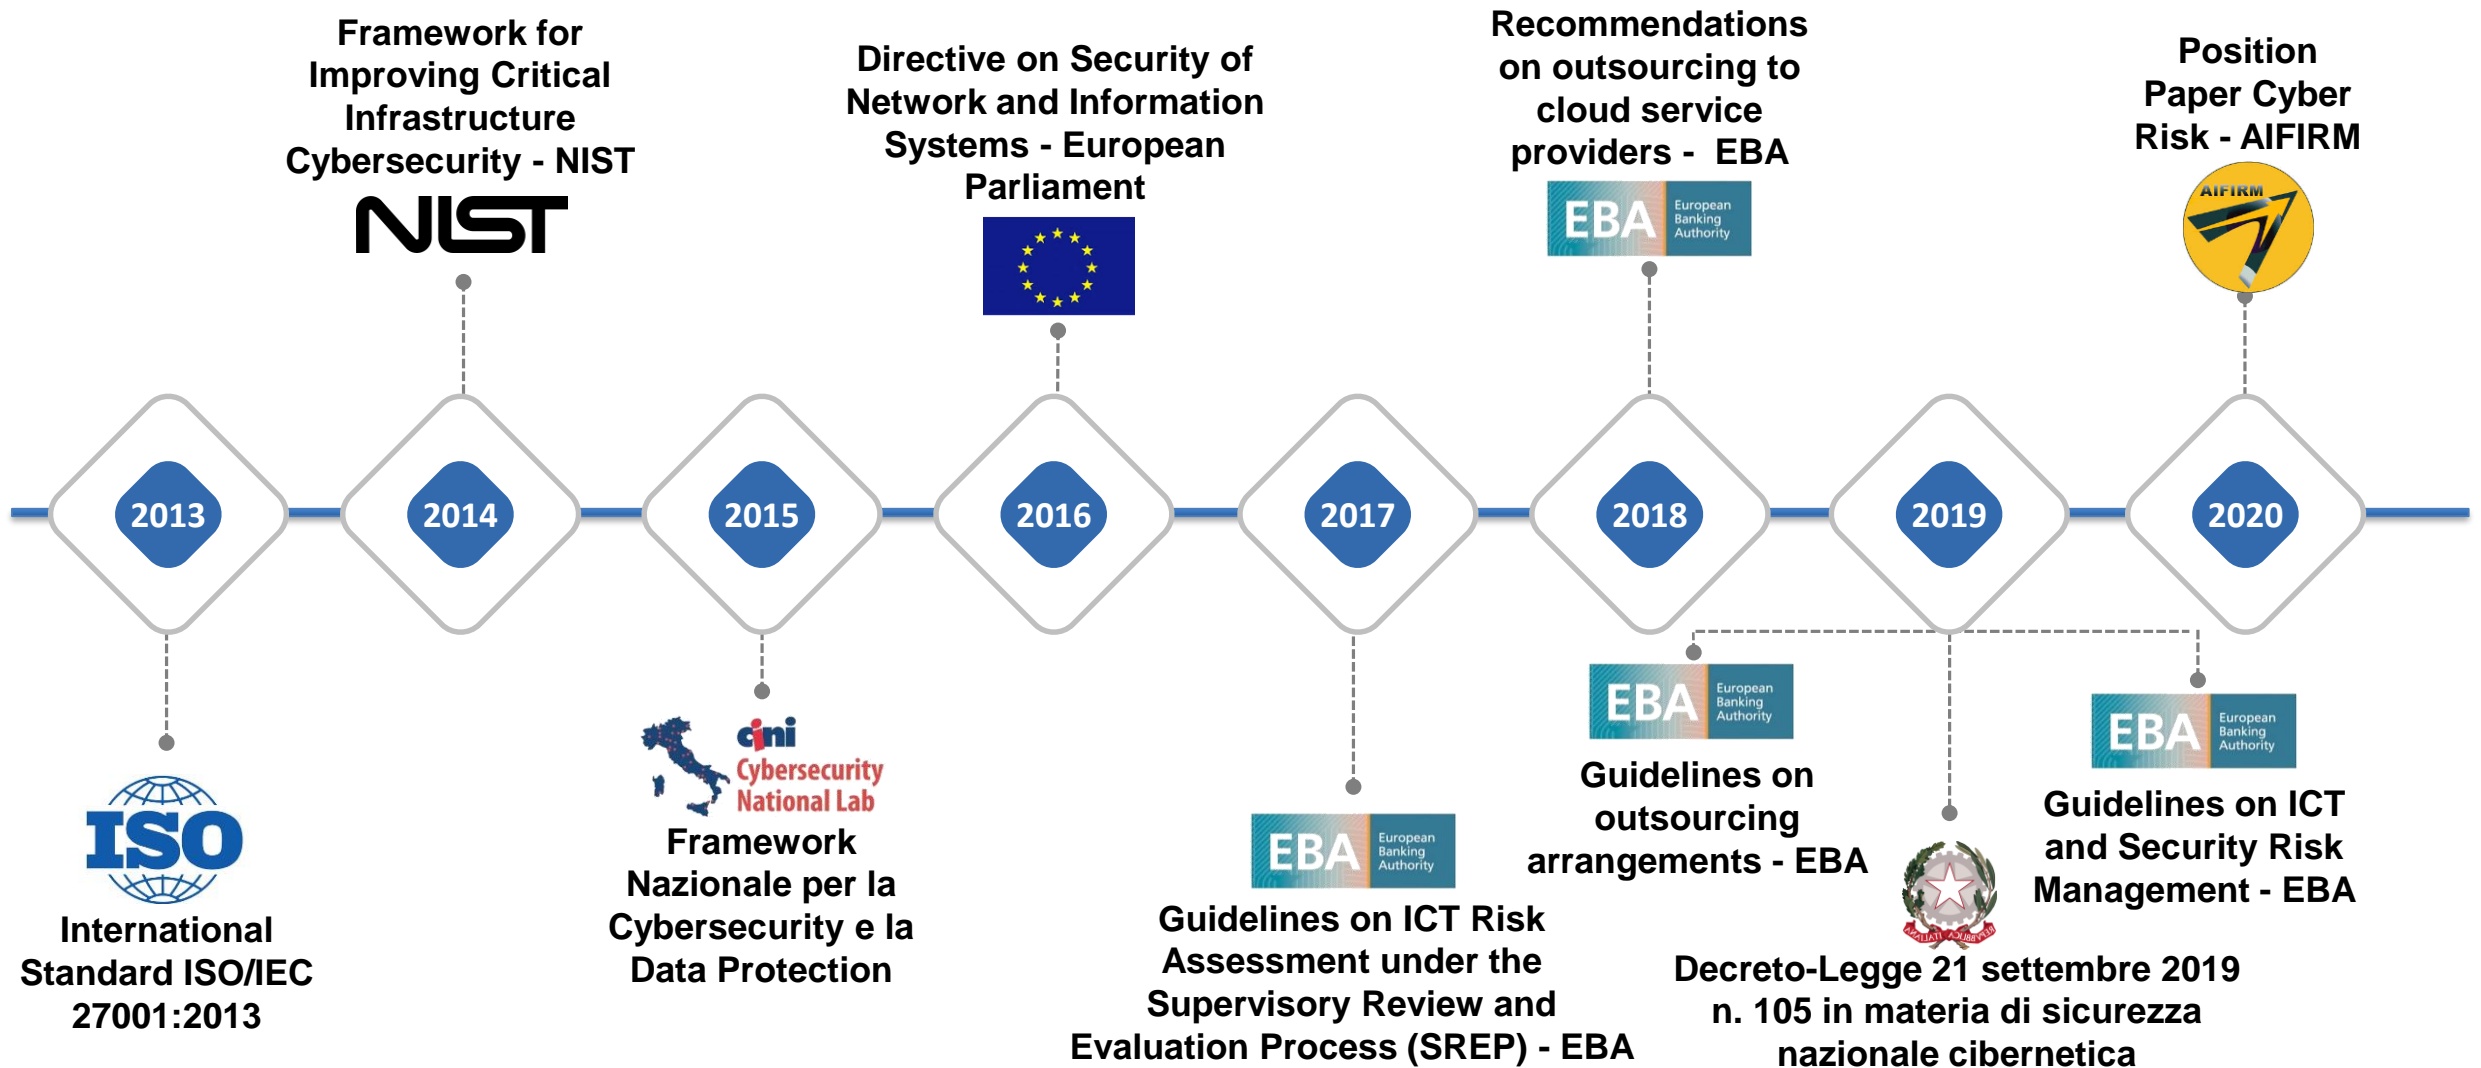 Framework for
Improving Critical
Infrastructure
Cybersecurity - NIST
NIST
Directive on Security of
Network and Information
Systems - European
Parliament
Recommendations
on outsourcing to
cloud service
providers - EBA
EBA
European
Banking
Authority
Position
Paper Cyber
Risk - AIFIRM
AIFIRM
2013
2014
2015
2016
2017
2018
2019
2020
ISO
International
Standard ISO/IEC
27001:2013
cini
Cybersecurity
National Lab
Framework
Nazionale per la
Cybersecurity e la
Data Protection
EBA
European
Banking
Authority
Guidelines on ICT Risk
Assessment under the
Supervisory Review and
Evaluation Process (SREP) - EBA
EBA
European
Banking
Authority
Guidelines on
outsourcing
arrangements - EBA
REPVBBLICA ITALIANA
Decreto-Legge 21 settembre 2019
n. 105 in materia di sicurezza
nazionale cibernetica
EBA
European
Banking
Authority
Guidelines on ICT
and Security Risk
Management - EBA